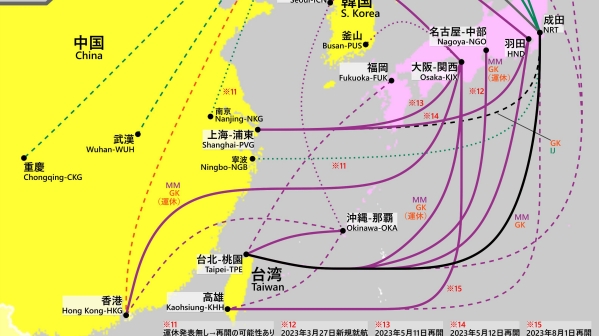 Seoul-ICN
韓国
S. Korea
釜山
Busan-PUS
中国
China
名古屋-中部
Nagoya-NGO
成田
NRT
羽田
HND
福岡
Fukuoka-FUK
大阪-関西
Osaka-KIX
MM
GK
(運休)
※11
※12
※13
※14
南京
Nanjing-NKG
武漢
Wuhan-WUH
上海-浦東
Shanghai-PVG
寧波
Ningbo-NGB
※11
GK
IJ
重慶
Chongqing-CKG
MM
GK
(運休)
MM
GK
(運休)
MM
GK
沖縄-那覇
Okinawa-OKA
台北-桃園
Taipei-TPE
台湾
Taiwan
※15
香港
Hong Kong-HKG
高雄
Kaohsiung-KHH
※11
運休発表無し→再開の可能性あり
※12
2023年3月27日新規就航
※13
2023年5月11日再開
※14
2023年5月12日再開
※15
2023年8月1日再開